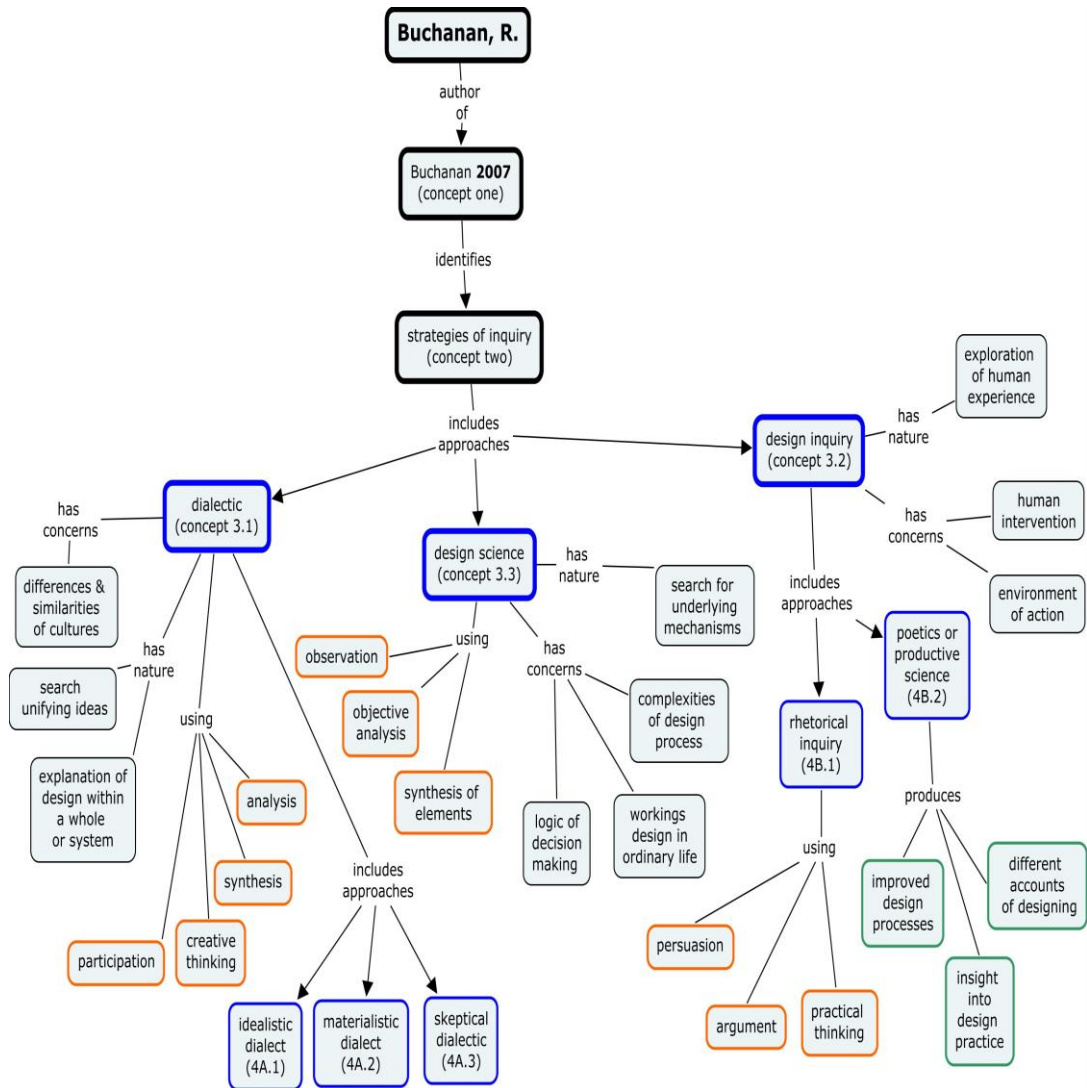 Buchanan, R.
author
of
Buchanan 2007
(concept one)
identifies
strategies of inquiry
(concept two)
includes
approaches
dialectic
(concept 3.1)
has
concerns
differences &
similarities
of cultures
has
nature
search
unifying ideas
explanation of
design within
a whole
or system
using
analysis
synthesis
creative
thinking
participation
includes
approaches
idealistic
dialect
(4A.1)
materialistic
dialect
(4A.2)
skeptical
dialectic
(4A.3)
design science
(concept 3.3)
has
nature
search for
underlying
mechanisms
using
observation
objective
analysis
synthesis of
elements
has
concerns
complexities
of design
process
logic of
decision
making
workings
design in
ordinary life
design inquiry
(concept 3.2)
has
nature
exploration
of human
experience
has
concerns
human
intervention
environment
of action
includes
approaches
rhetorical
inquiry
(4B.1)
using
persuasion
argument
practical
thinking
poetics or
productive
science
(4B.2)
produces
improved
design
processes
different
accounts
of designing
insight
into
design
practice